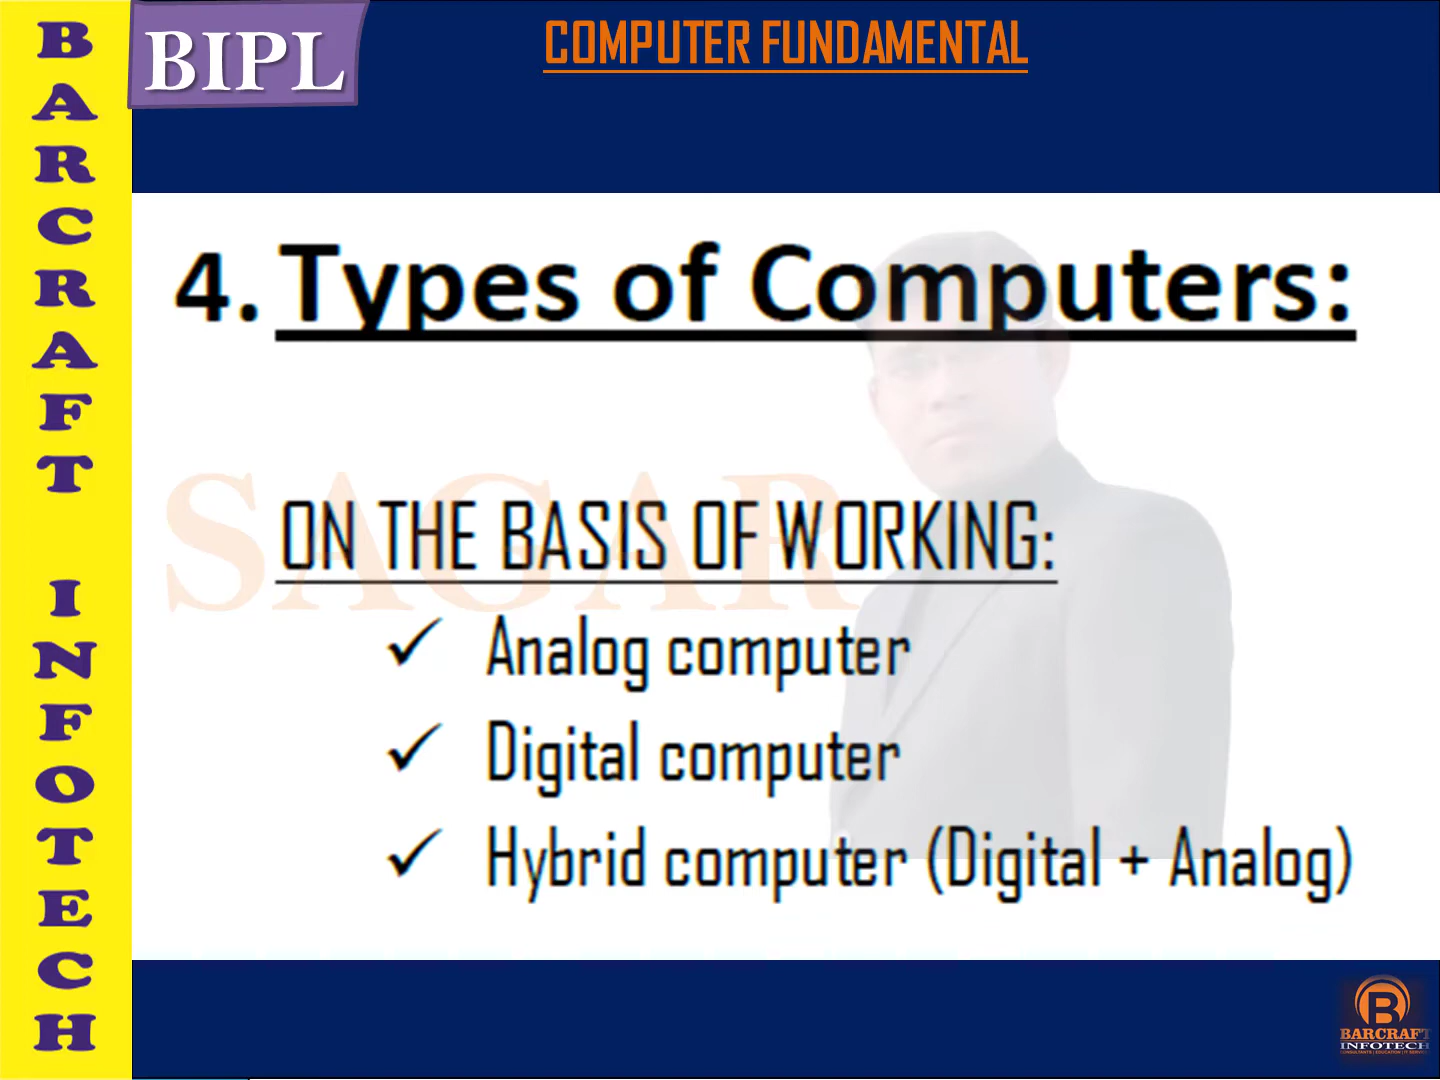 BARCRAFT INFOTECH
BIPL
COMPUTER FUNDAMENTAL
4. Types of Computers:
SAGAR
ON THE BASIS OF WORKING:
✓ Analog computer
✓ Digital computer
✓ Hybrid computer (Digital + Analog)
B
BARCRAFT
INFOTECH